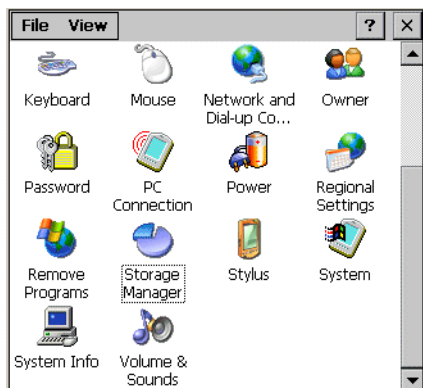 File View ? ×
Keyboard Mouse Network and Owner
Dial-up Co...
Password PC Power Regional
Connection Settings
Remove Storage Stylus System
Programs Manager
System Info Volume &
Sounds